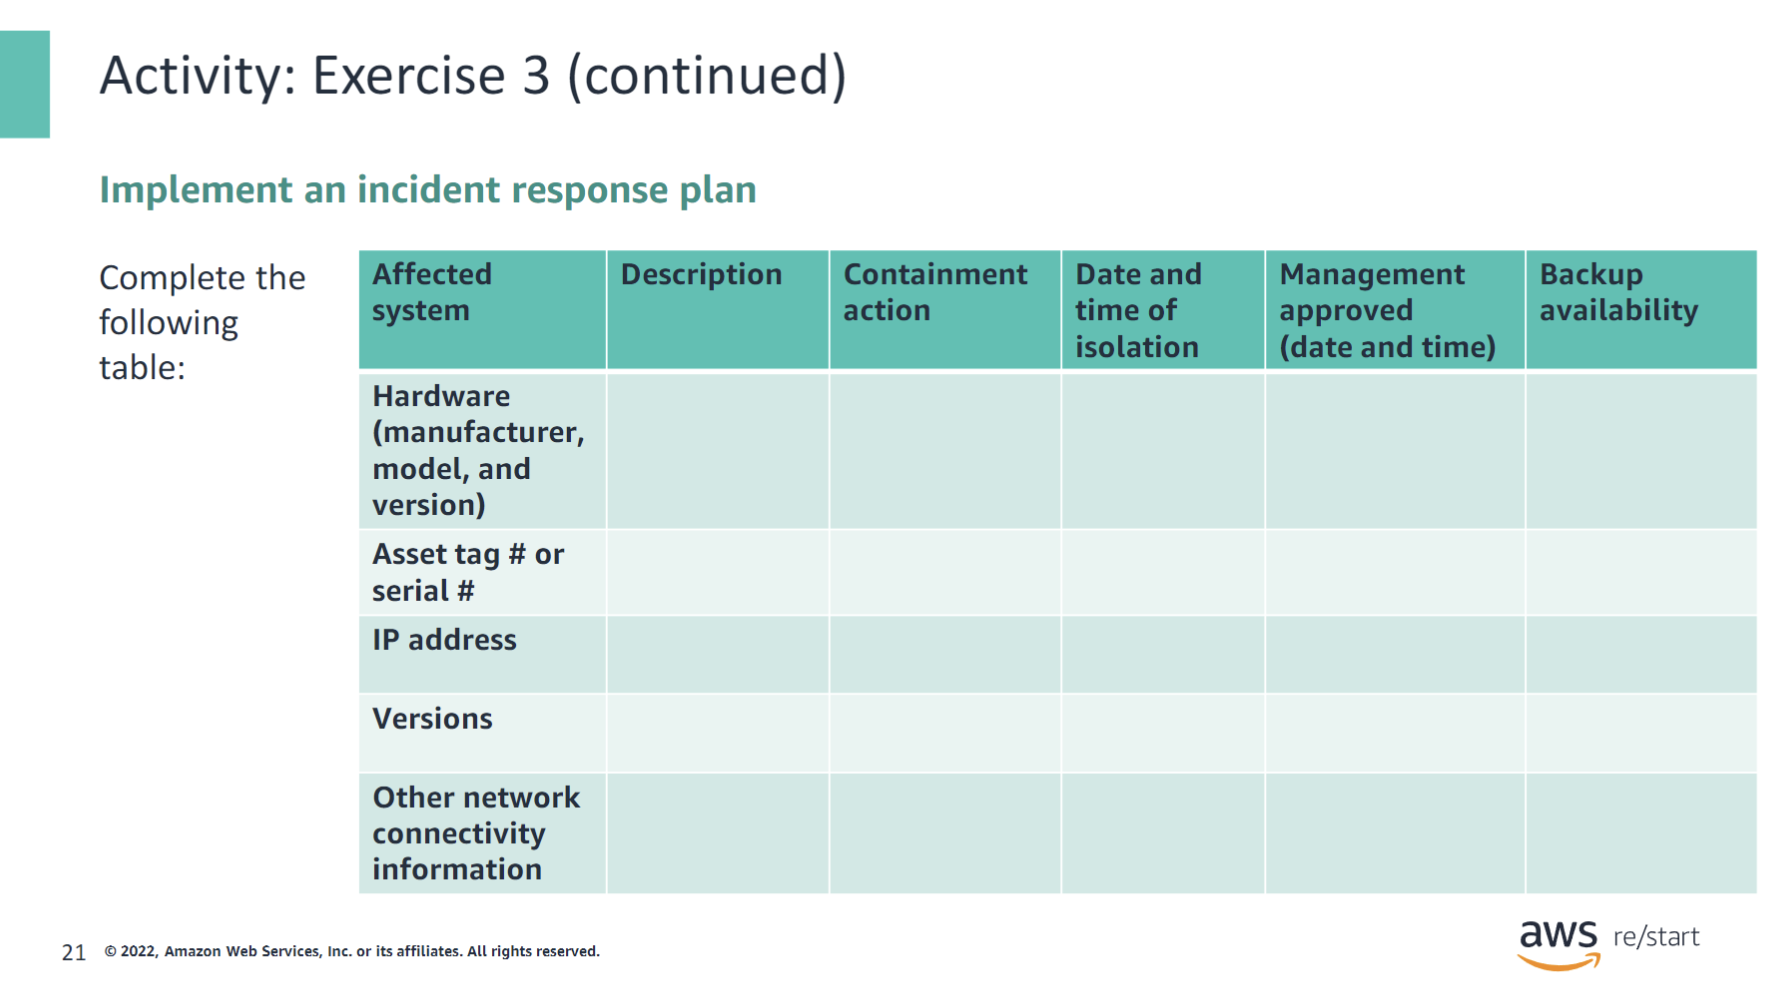 Activity: Exercise 3 (continued)
Implement an incident response plan
Complete the
following
table:
Affected
system
Description
Containment
action
Date and
time of
isolation
Management
approved
(date and time)
Backup
availability
Hardware
(manufacturer,
model, and
version)
Asset tag # or
serial #
IP address
Versions
Other network
connectivity
information
21
© 2022, Amazon Web Services, Inc. or its affiliates. All rights reserved.
aws re/start